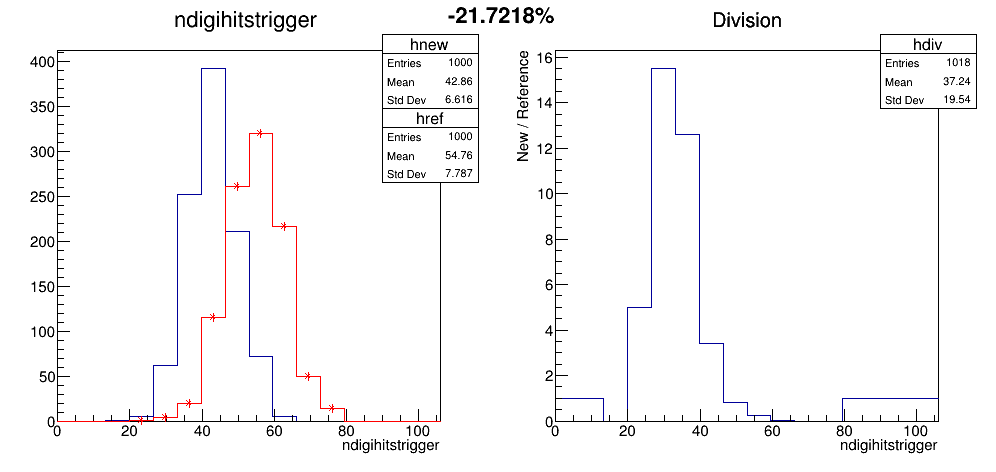 ndigihitstrigger
-21.7218%
Division
hnew
Entries 1000
Mean 42.86
Std Dev 6.616
href
Entries 1000
Mean 54.76
Std Dev 7.787
400
350
300
250
200
150
100
50
0
0 20 40 60 80 100
ndigihitstrigger
hdiv
Entries 1018
Mean 37.24
Std Dev 19.54
New / Reference
16
14
12
10
8
6
4
2
0
0 20 40 60 80 100
ndigihitstrigger